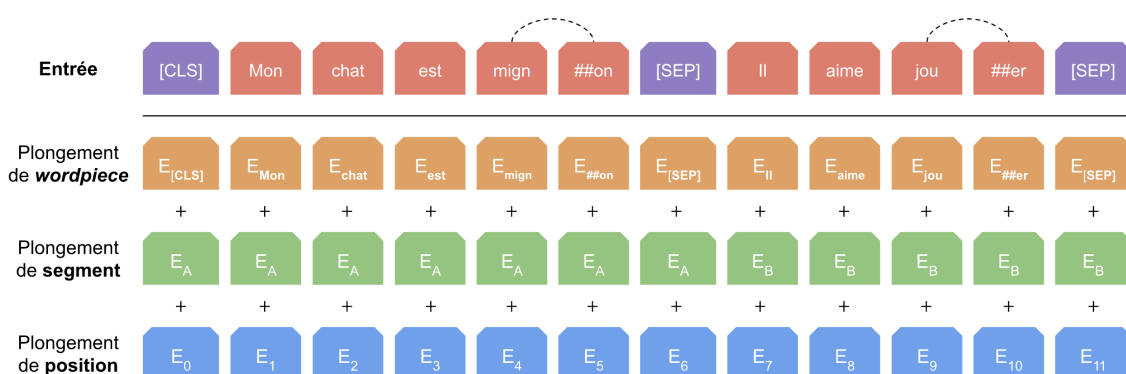 Entrée [CLS] Mon chat est mign ##on [SEP] Il aime jou ##er [SEP]
Plongement
de wordpiece E[CLS] EMon Echat Eest Emign E##on E[SEP] EIl Eaime Ejou E##er E[SEP]
+ + + + + + + + + + + +
Plongement
de segment EA EA EA EA EA EA EA EB EB EB EB EB
+ + + + + + + + + + + +
Plongement
de position E0 E1 E2 E3 E4 E5 E6 E7 E8 E9 E10 E11